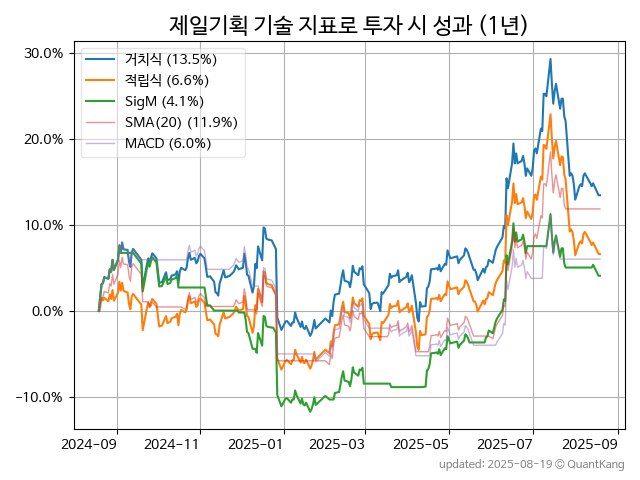 제일기획 기술 지표로 투자 시 성과 (1년)
30.0%
20.0%
10.0%
0.0%
−10.0%
거치식 (13.5%)
적립식 (6.6%)
SigM (4.1%)
SMA(20) (11.9%)
MACD (6.0%)
2024-09 2024-11 2025-01 2025-03 2025-05 2025-07 2025-09
updated: 2025-08-19 © QuantKang